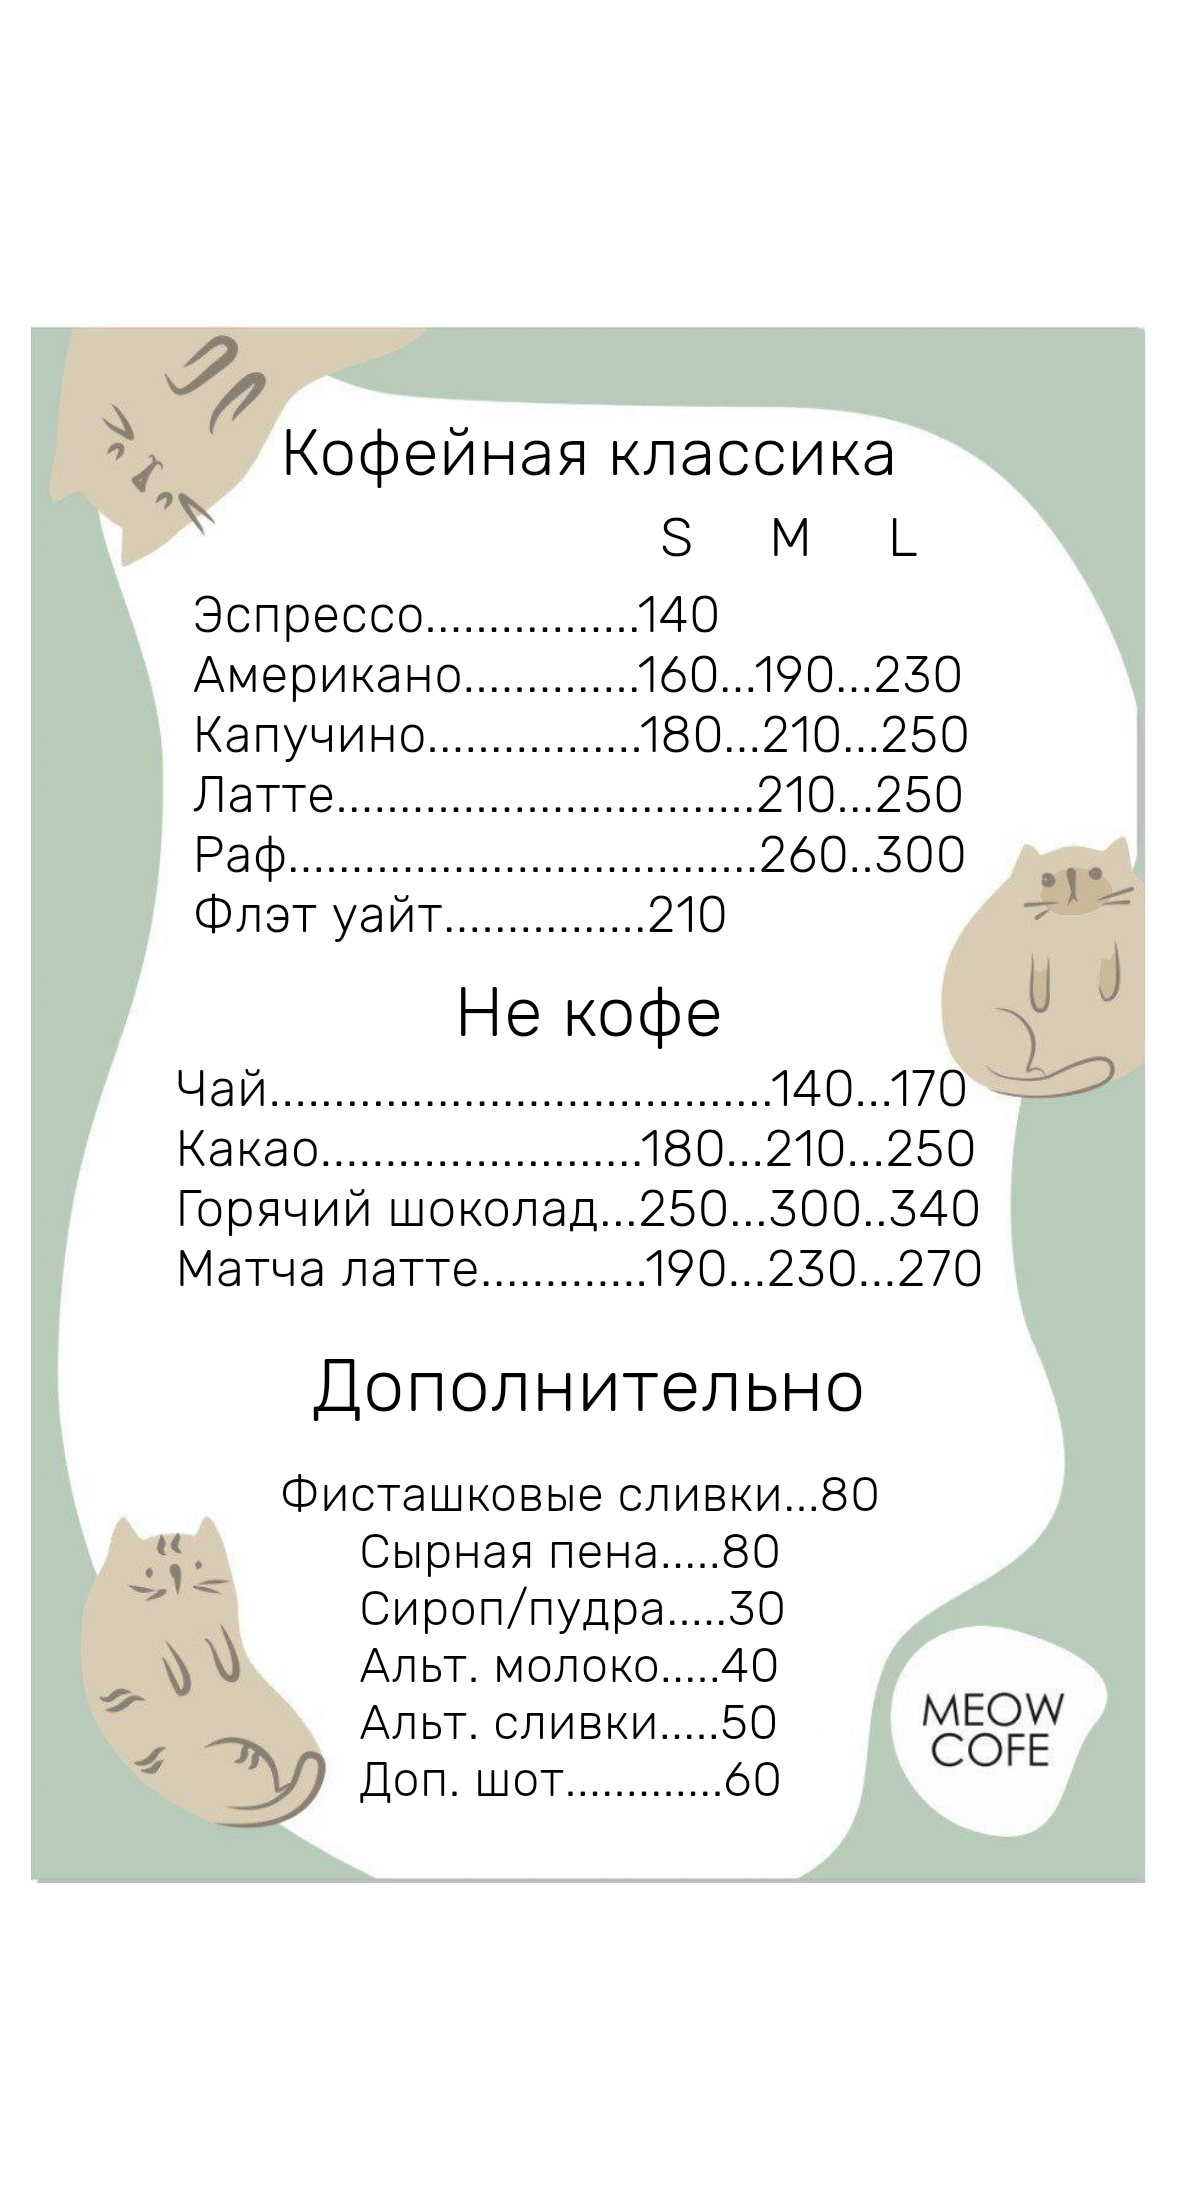 Кофейная классика
S M L
Эспрессо.................140
Американо..............160...190...230
Капучино.................180...210...250
Латте.................................210...250
Раф.....................................260..300
Флэт уайт................210
Не кофе
Чай.......................................140...170
Какао.........................180...210...250
Горячий шоколад...250...300..340
Матча латте.............190...230...270
Дополнительно
Фисташковые сливки...80
Сырная пена.....80
Сироп/пудра.....30
Альт. молоко.....40
Альт. сливки.....50
Доп. шот.............60
MEOW
COFE